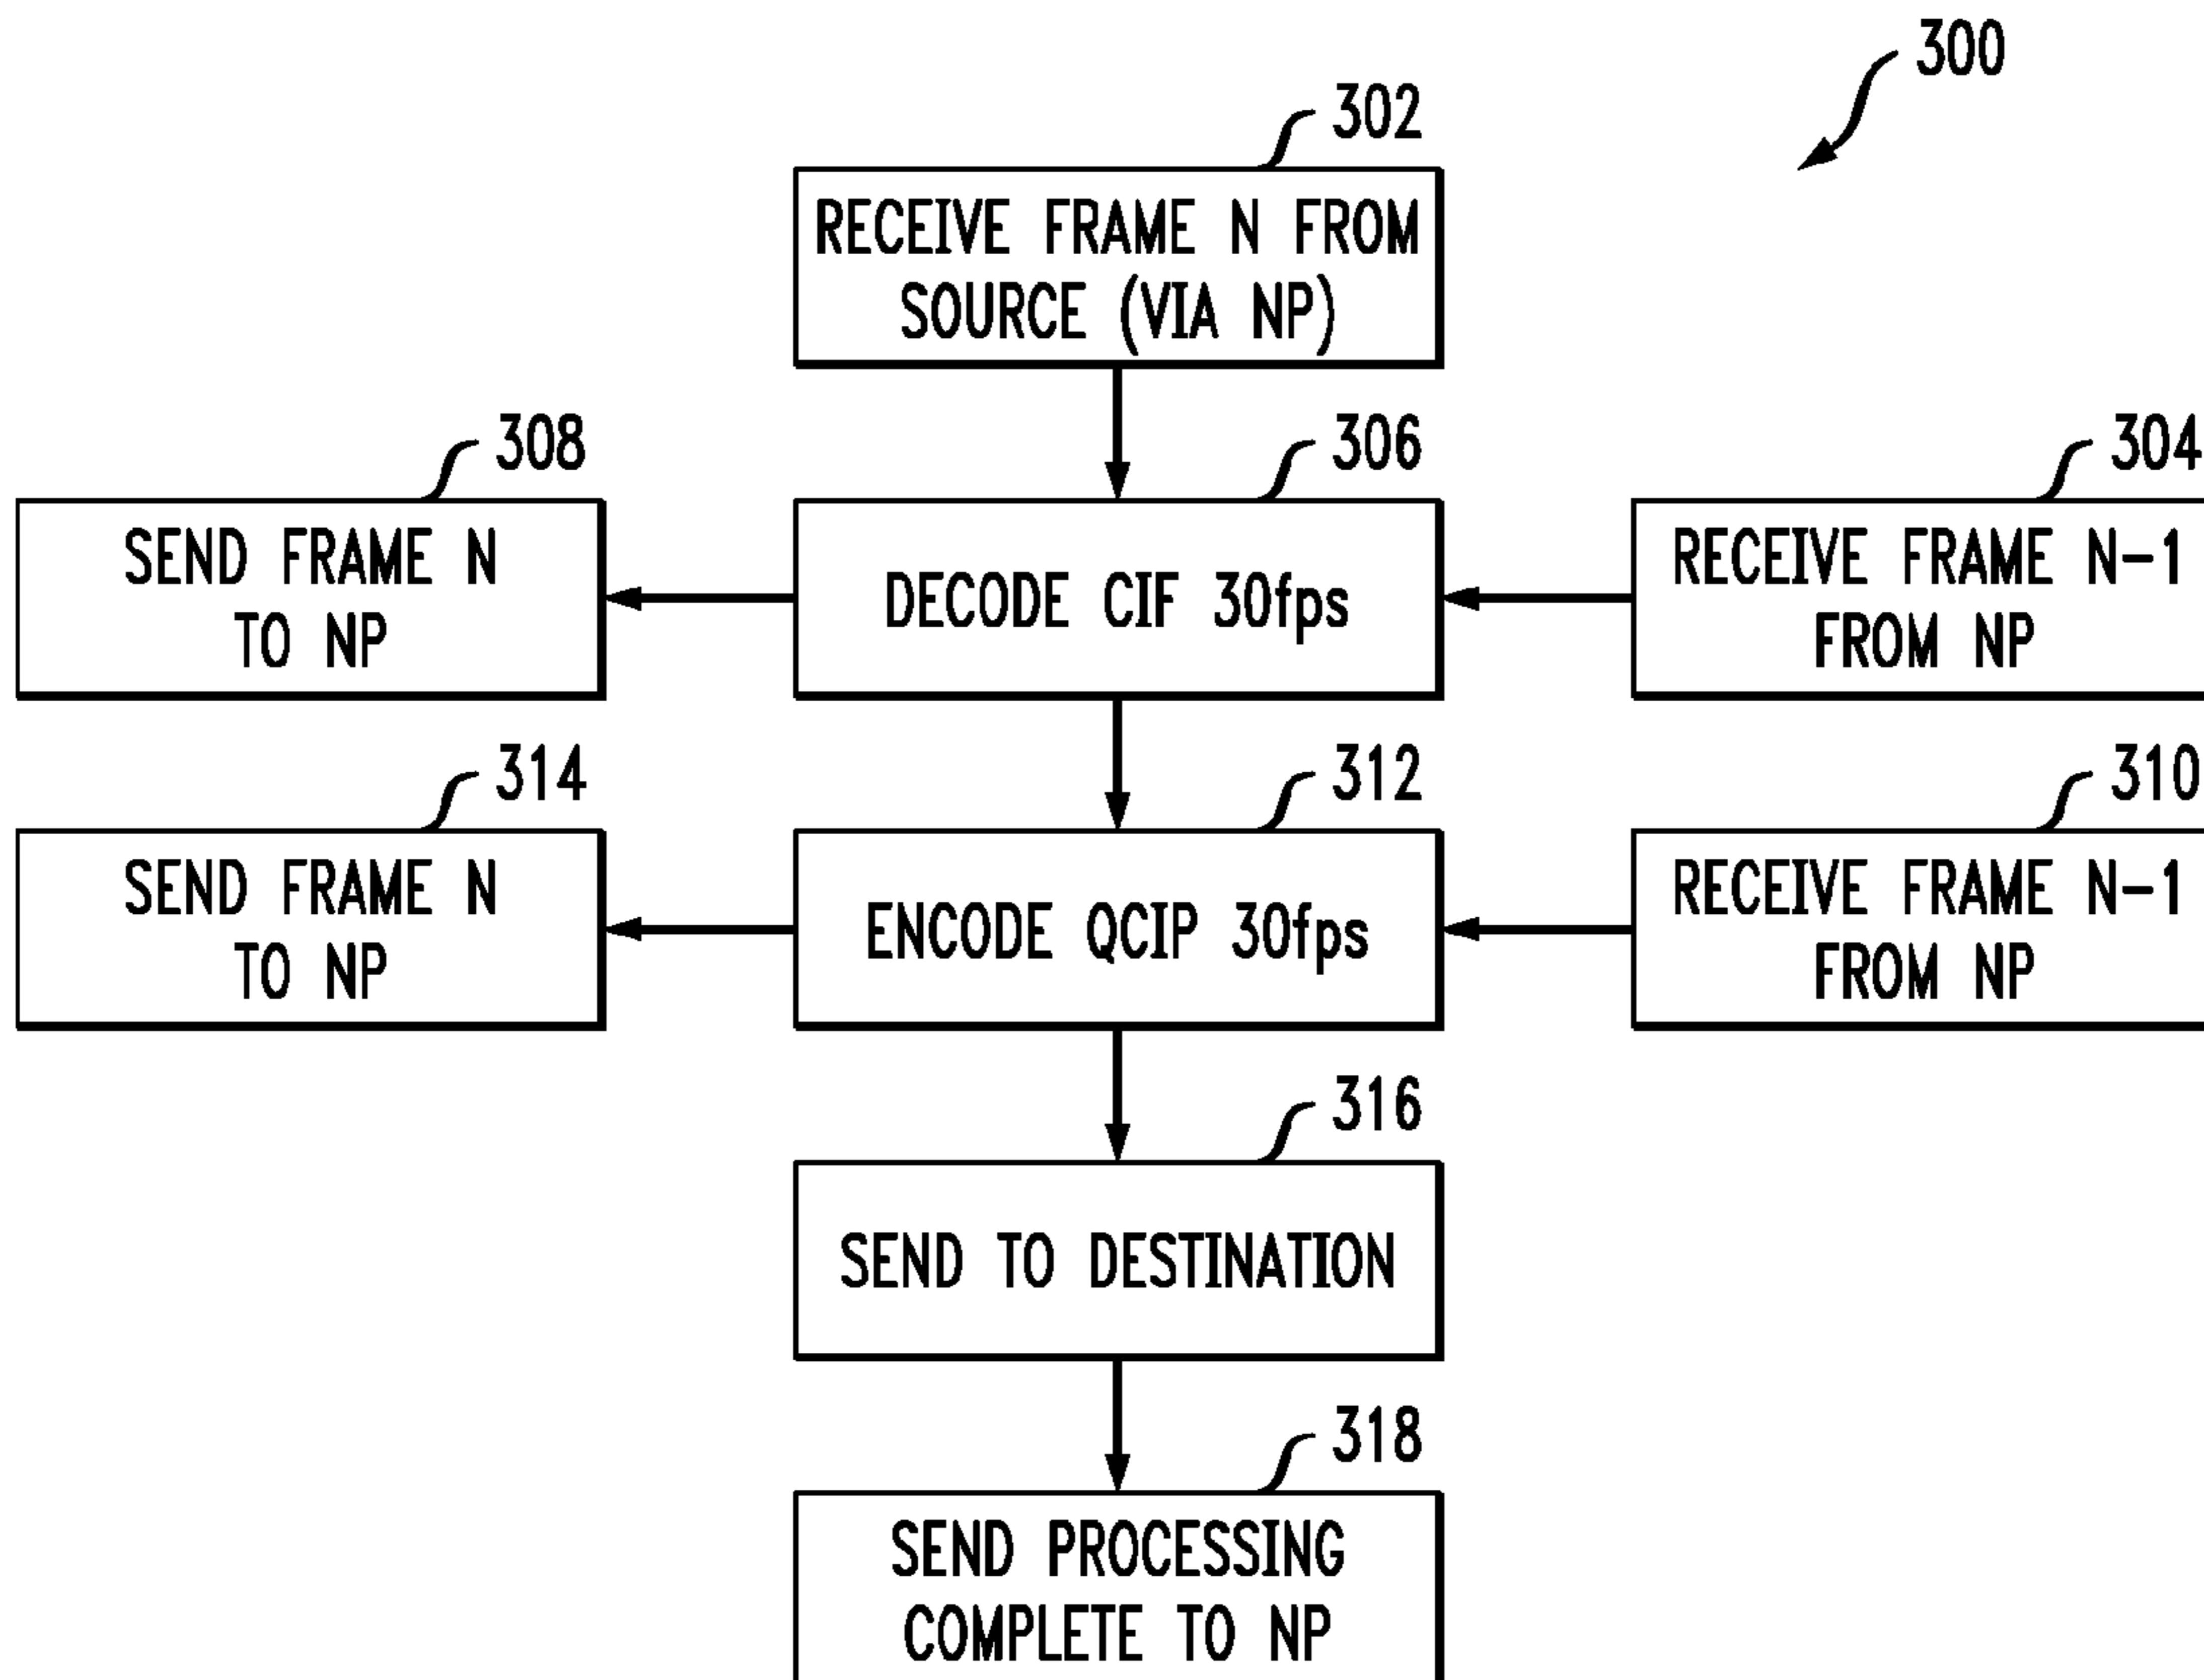 300
302
RECEIVE FRAME N FROM
SOURCE (VIA NP)
308
306
304
SEND FRAME N
TO NP
DECODE CIF 30fps
RECEIVE FRAME N-1
FROM NP
314
312
310
SEND FRAME N
TO NP
ENCODE QCIP 30fps
RECEIVE FRAME N-1
FROM NP
316
SEND TO DESTINATION
318
SEND PROCESSING
COMPLETE TO NP